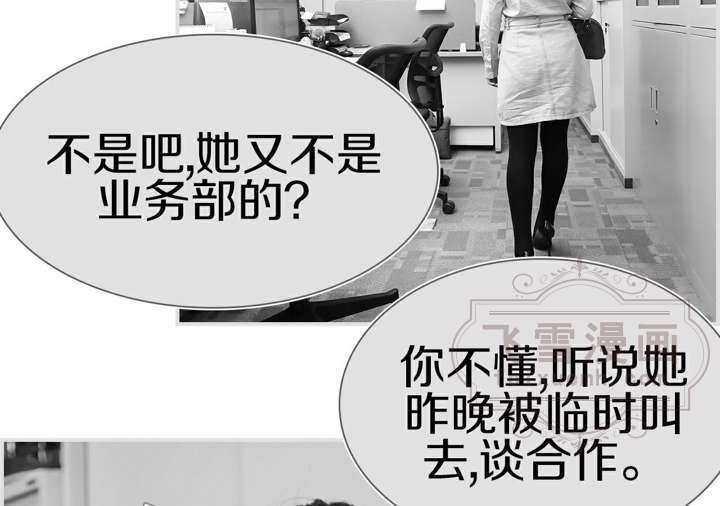 不是吧,她又不是
业务部的?
飞雪漫画
你不懂,听说她
昨晚被临时叫
去,谈合作。